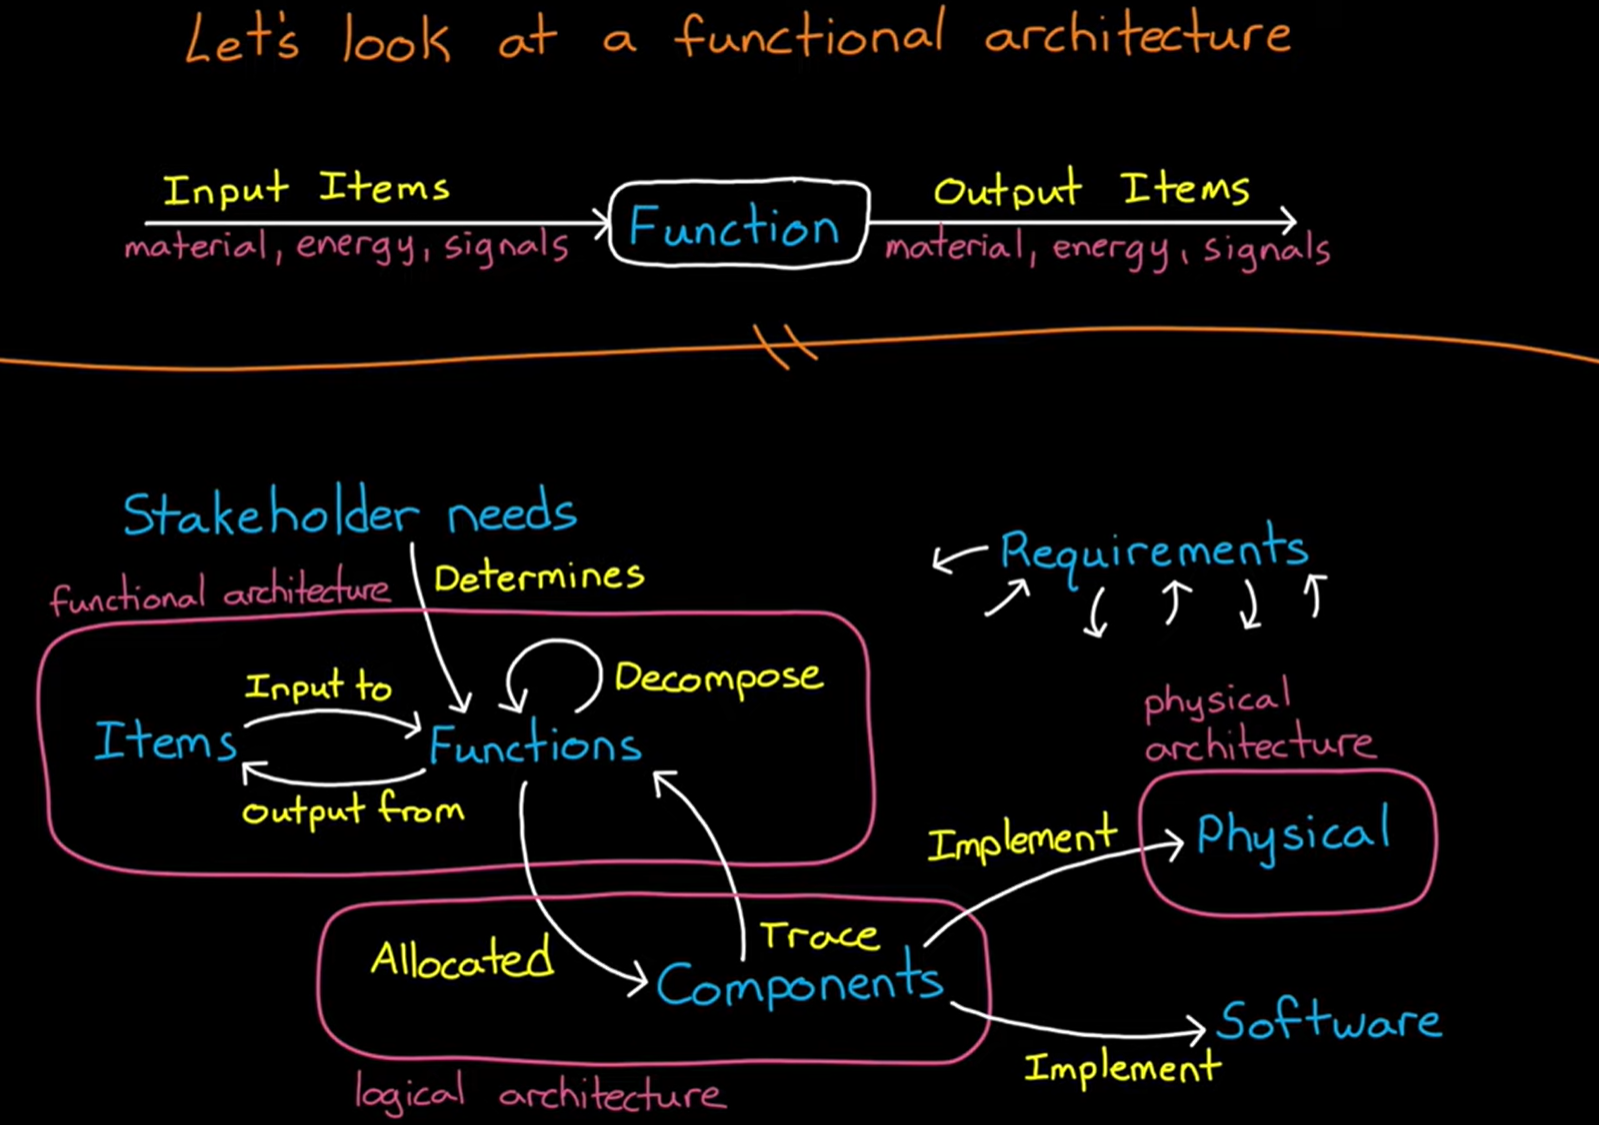 Let's look at a functional architecture
Input Items
material, energy, signals
Function
Output Items
material, energy, signals
Stakeholder needs
Determines
functional architecture
Input to
Items
Output from
Functions
Decompose
Requirements
physical
architecture
Physical
Implement
Allocated
Trace
Components
logical architecture
Software
Implement